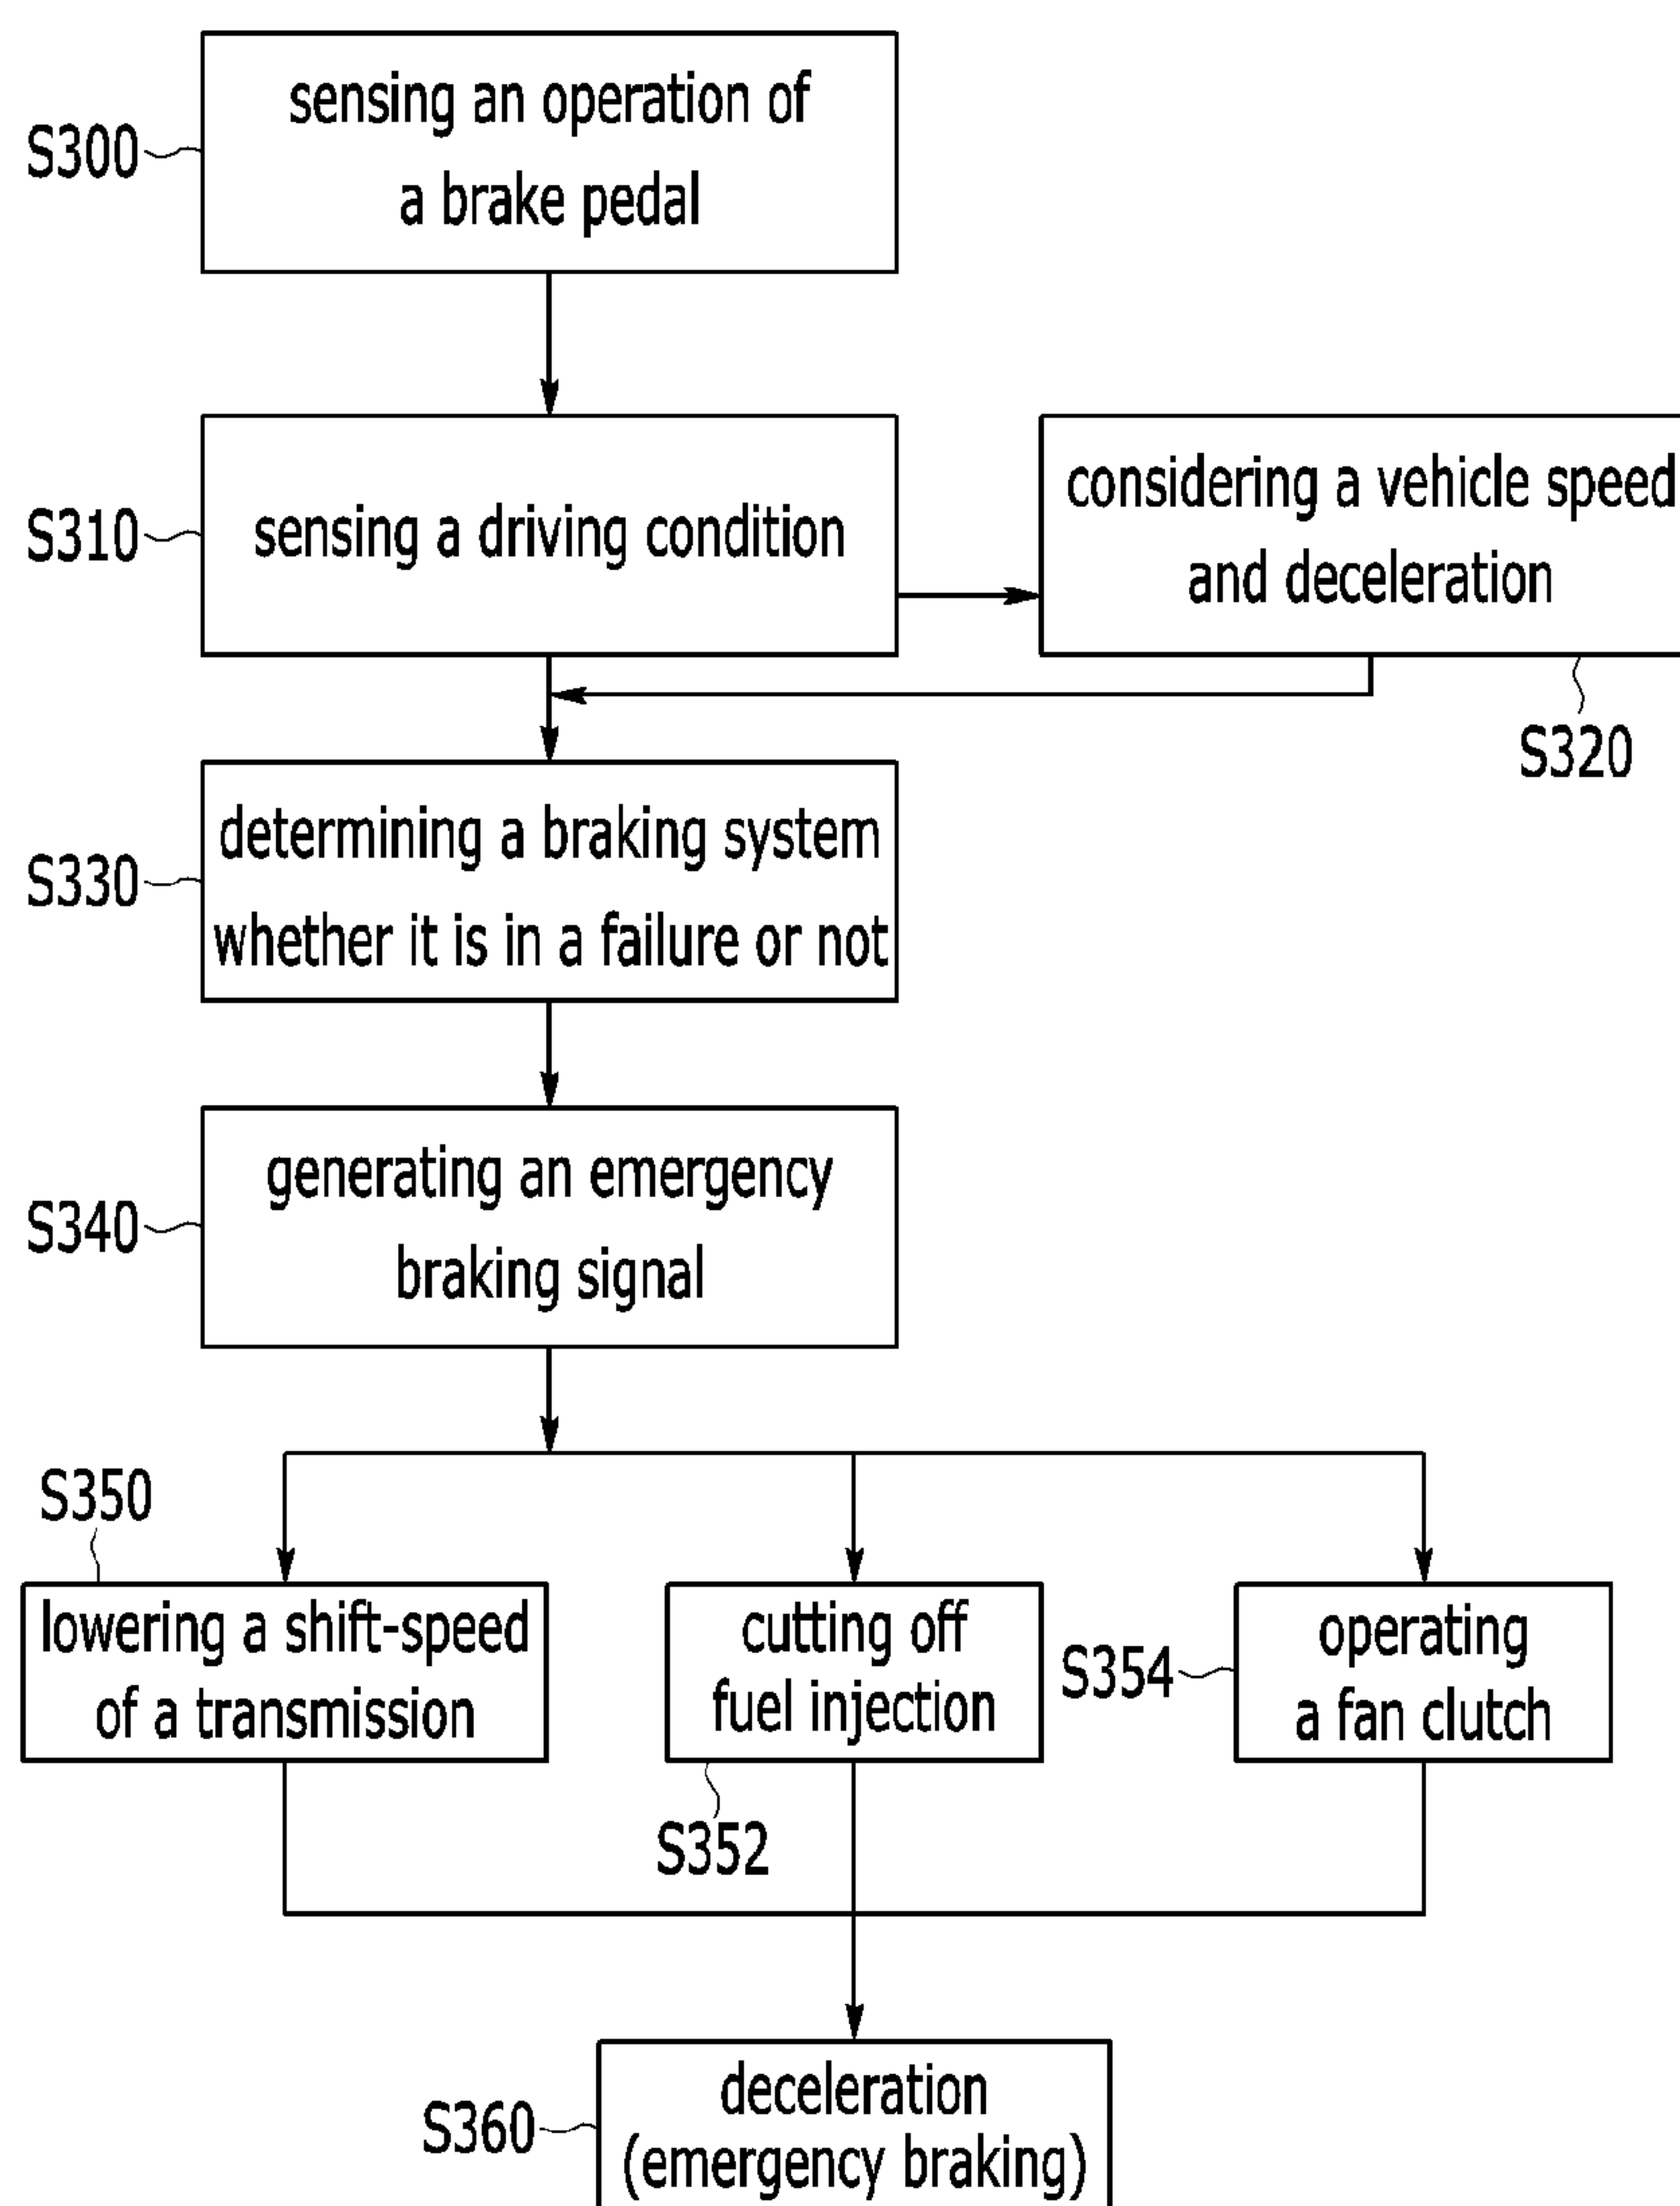 S300
sensing an operation of
a brake pedal
S310
sensing a driving condition
considering a vehicle speed
and deceleration
S320
S330
determining a braking system
whether it is in a failure or not
S340
generating an emergency
braking signal
S350
lowering a shift-speed
of a transmission
cutting off
fuel injection
S352
S354
operating
a fan clutch
S360
deceleration
(emergency braking)